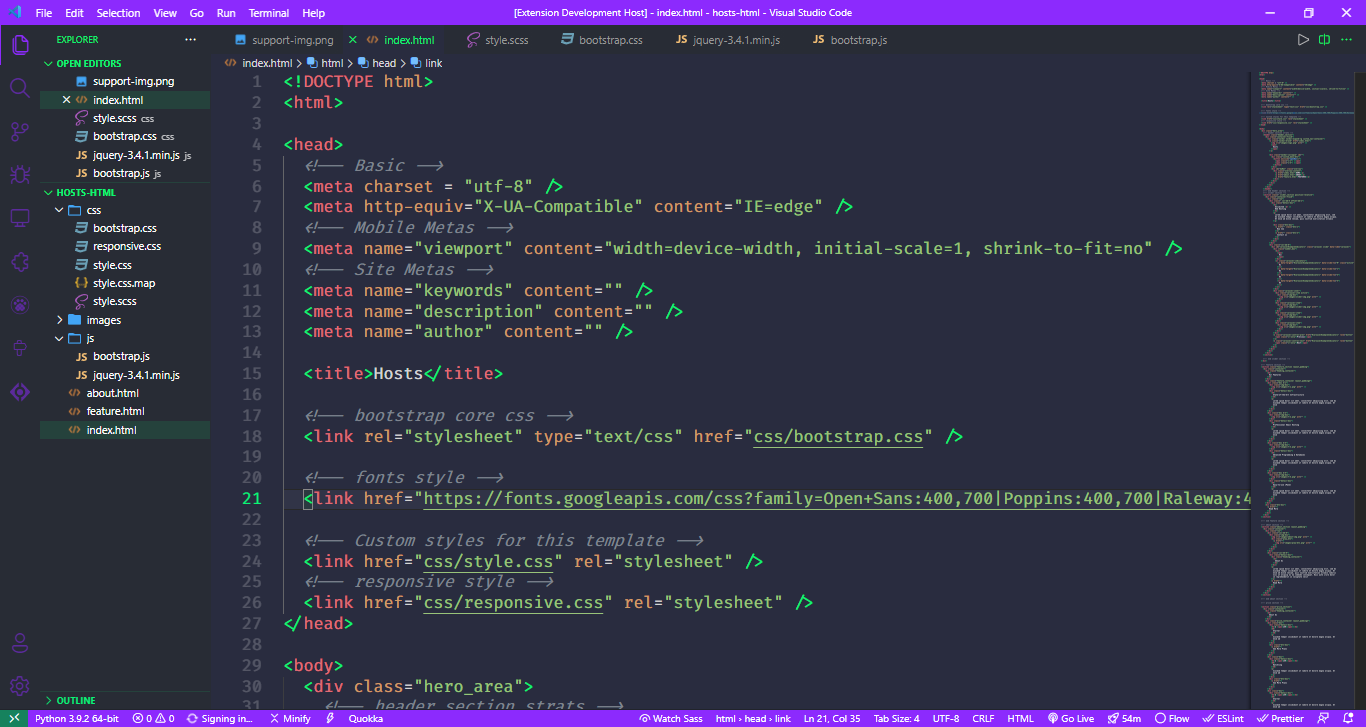 File Edit Selection View Go Run Terminal Help [Extension Development Host] - index.html - hosts-html - Visual Studio Code
EXPLORER ···
support-img.png index.html style.scss bootstrap.css jquery-3.4.1.min.js bootstrap.js
OPEN EDITORS
support-img.png
index.html
style.scss css
bootstrap.css css
jquery-3.4.1.min.js js
bootstrap.js js
HOSTS-HTML
css
bootstrap.css
responsive.css
style.css
style.css.map
style.scss
images
js
bootstrap.js
jquery-3.4.1.min.js
about.html
feature.html
index.html
OUTLINE
index.html > html > head > link
1 <!DOCTYPE html>
2 <html>
3
4 <head>
5 <!-- Basic -->
6 <meta charset = "utf-8" />
7 <meta http-equiv="X-UA-Compatible" content="IE=edge" />
8 <!-- Mobile Metas -->
9 <meta name="viewport" content="width=device-width, initial-scale=1, shrink-to-fit=no" />
10 <!-- Site Metas -->
11 <meta name="keywords" content="" />
12 <meta name="description" content="" />
13 <meta name="author" content="" />
14
15 <title>Hosts</title>
16
17 <!-- bootstrap core css -->
18 <link rel="stylesheet" type="text/css" href="css/bootstrap.css" />
19
20 <!-- fonts style -->
21 <link href="https://fonts.googleapis.com/css?family=Open+Sans:400,700|Poppins:400,700|Raleway:4
22
23 <!-- Custom styles for this template -->
24 <link href="css/style.css" rel="stylesheet" />
25 <!-- responsive style -->
26 <link href="css/responsive.css" rel="stylesheet" />
27 </head>
28
29 <body>
30 <div class="hero_area">
31 <!-- header section strats -->
Python 3.9.2 64-bit 0 0 Signing in... Minify Quokka Watch Sass html > head > link Ln 21, Col 35 Tab Size: 4 UTF-8 CRLF HTML Go Live 54m Flow ESLint Prettier